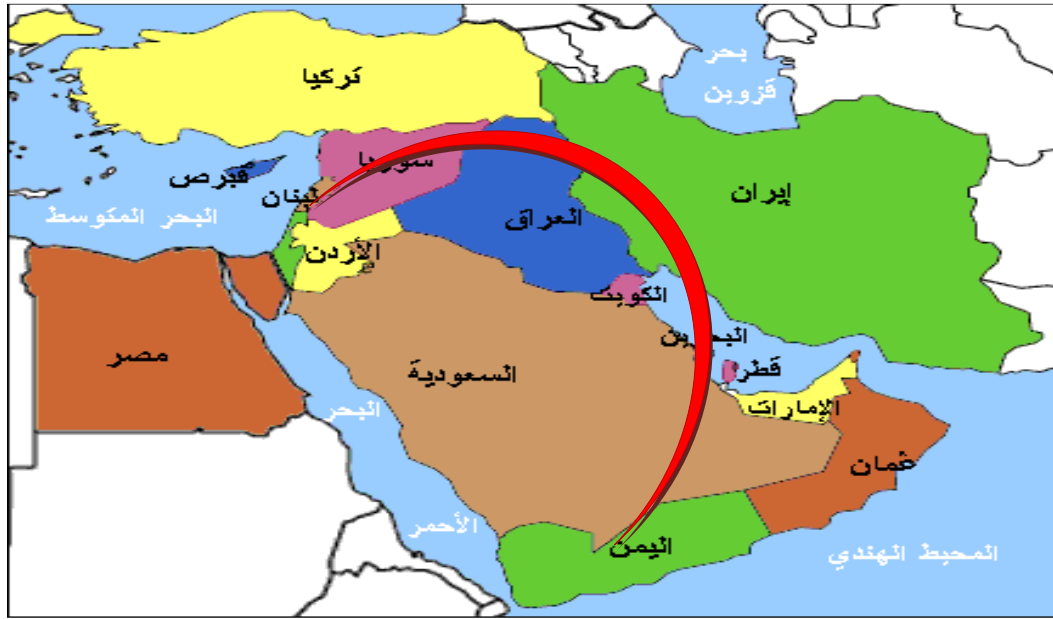 بحر
قزوين
تركيا
سوريا
قبرص
لبنان
إيران
البحر المتوسط
العراق
الأردن
الكويت
البحرين
مصر
السعودية
قطر
البحر
الإمارات
عمان
الأحمر
اليمن
المحيط الهندي